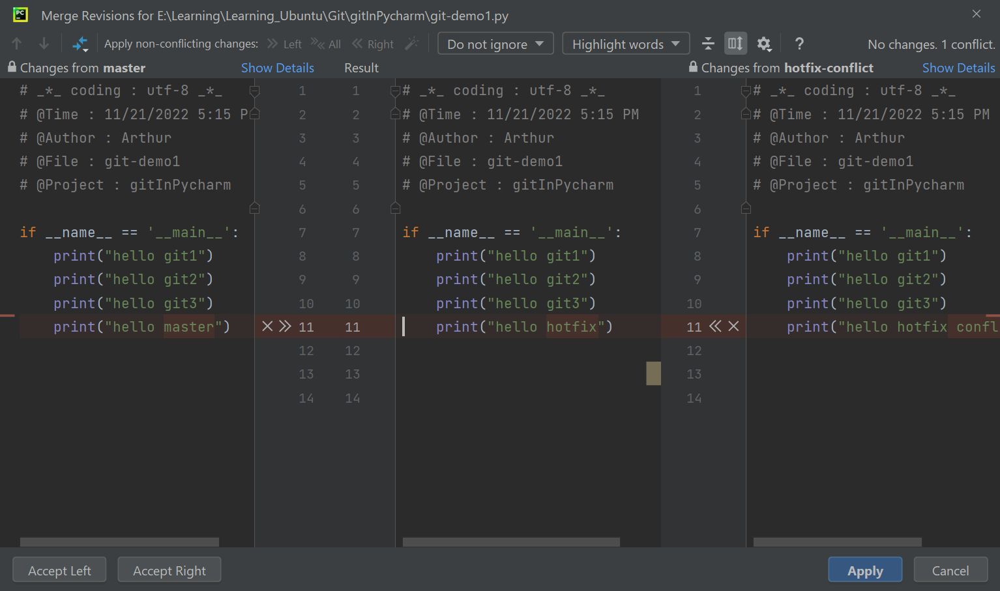 PC
Merge Revisions for E:\Learning\Learning_Ubuntu\Git\gitInPycharm\git-demo1.py
Apply non-conflicting changes: Left All Right Do not ignore Highlight words ? No changes. 1 conflict.
Changes from master Show Details Result Changes from hotfix-conflict Show Details
# _*_ coding : utf-8 _*_ 1 1 # _*_ coding : utf-8 _*_ 1 # _*_ coding : utf-8 _*_
# @Time : 11/21/2022 5:15 P 2 2 # @Time : 11/21/2022 5:15 PM 2 # @Time : 11/21/2022 5:15 PM
# @Author : Arthur 3 3 # @Author : Arthur 3 # @Author : Arthur
# @File : git-demo1 4 4 # @File : git-demo1 4 # @File : git-demo1
# @Project : gitInPycharm 5 5 # @Project : gitInPycharm 5 # @Project : gitInPycharm
6 6 6
if __name__ == '__main__': 7 7 if __name__ == '__main__': 7 if __name__ == '__main__':
print("hello git1") 8 8 print("hello git1") 8 print("hello git1")
print("hello git2") 9 9 print("hello git2") 9 print("hello git2")
print("hello git3") 10 10 print("hello git3") 10 print("hello git3")
print("hello master") 11 11 print("hello hotfix") 11 print("hello hotfix confl
12 12 12
13 13 13
14 14 14
Accept Left Accept Right Apply Cancel